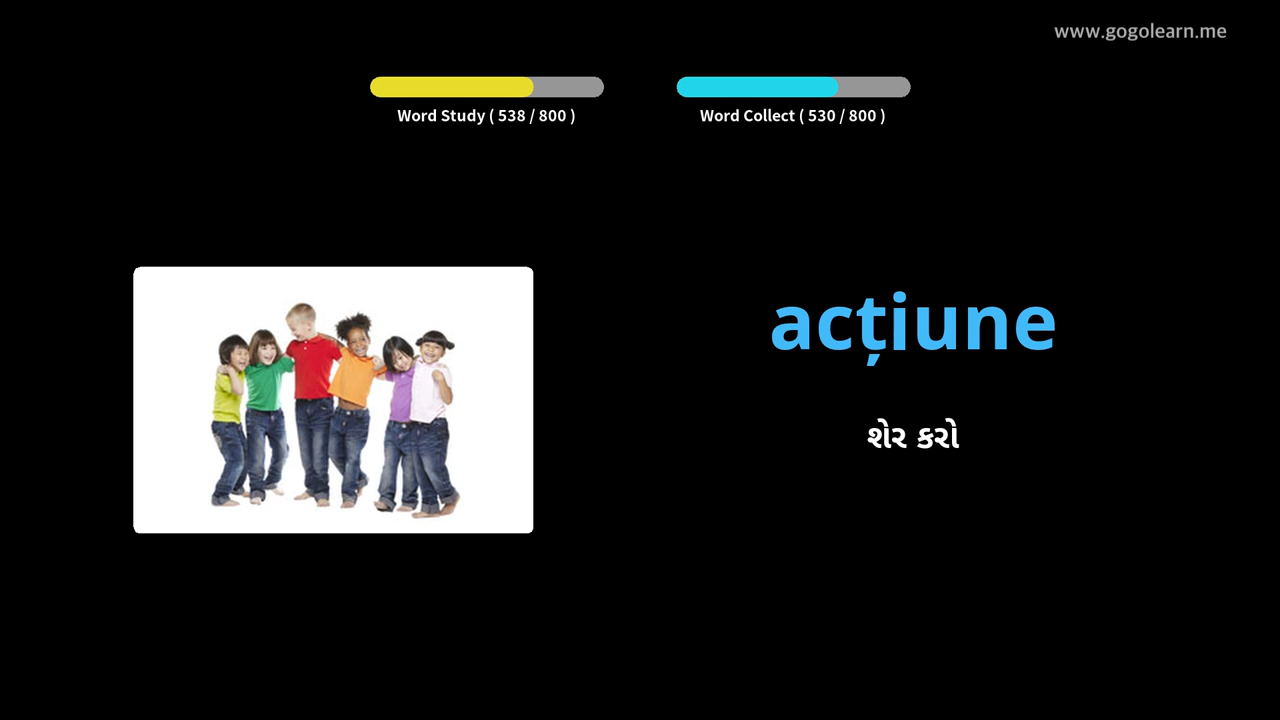 www.gogolearn.me
Word Study ( 538 / 800 )
Word Collect ( 530 / 800 )
acțiune
શેર કરો